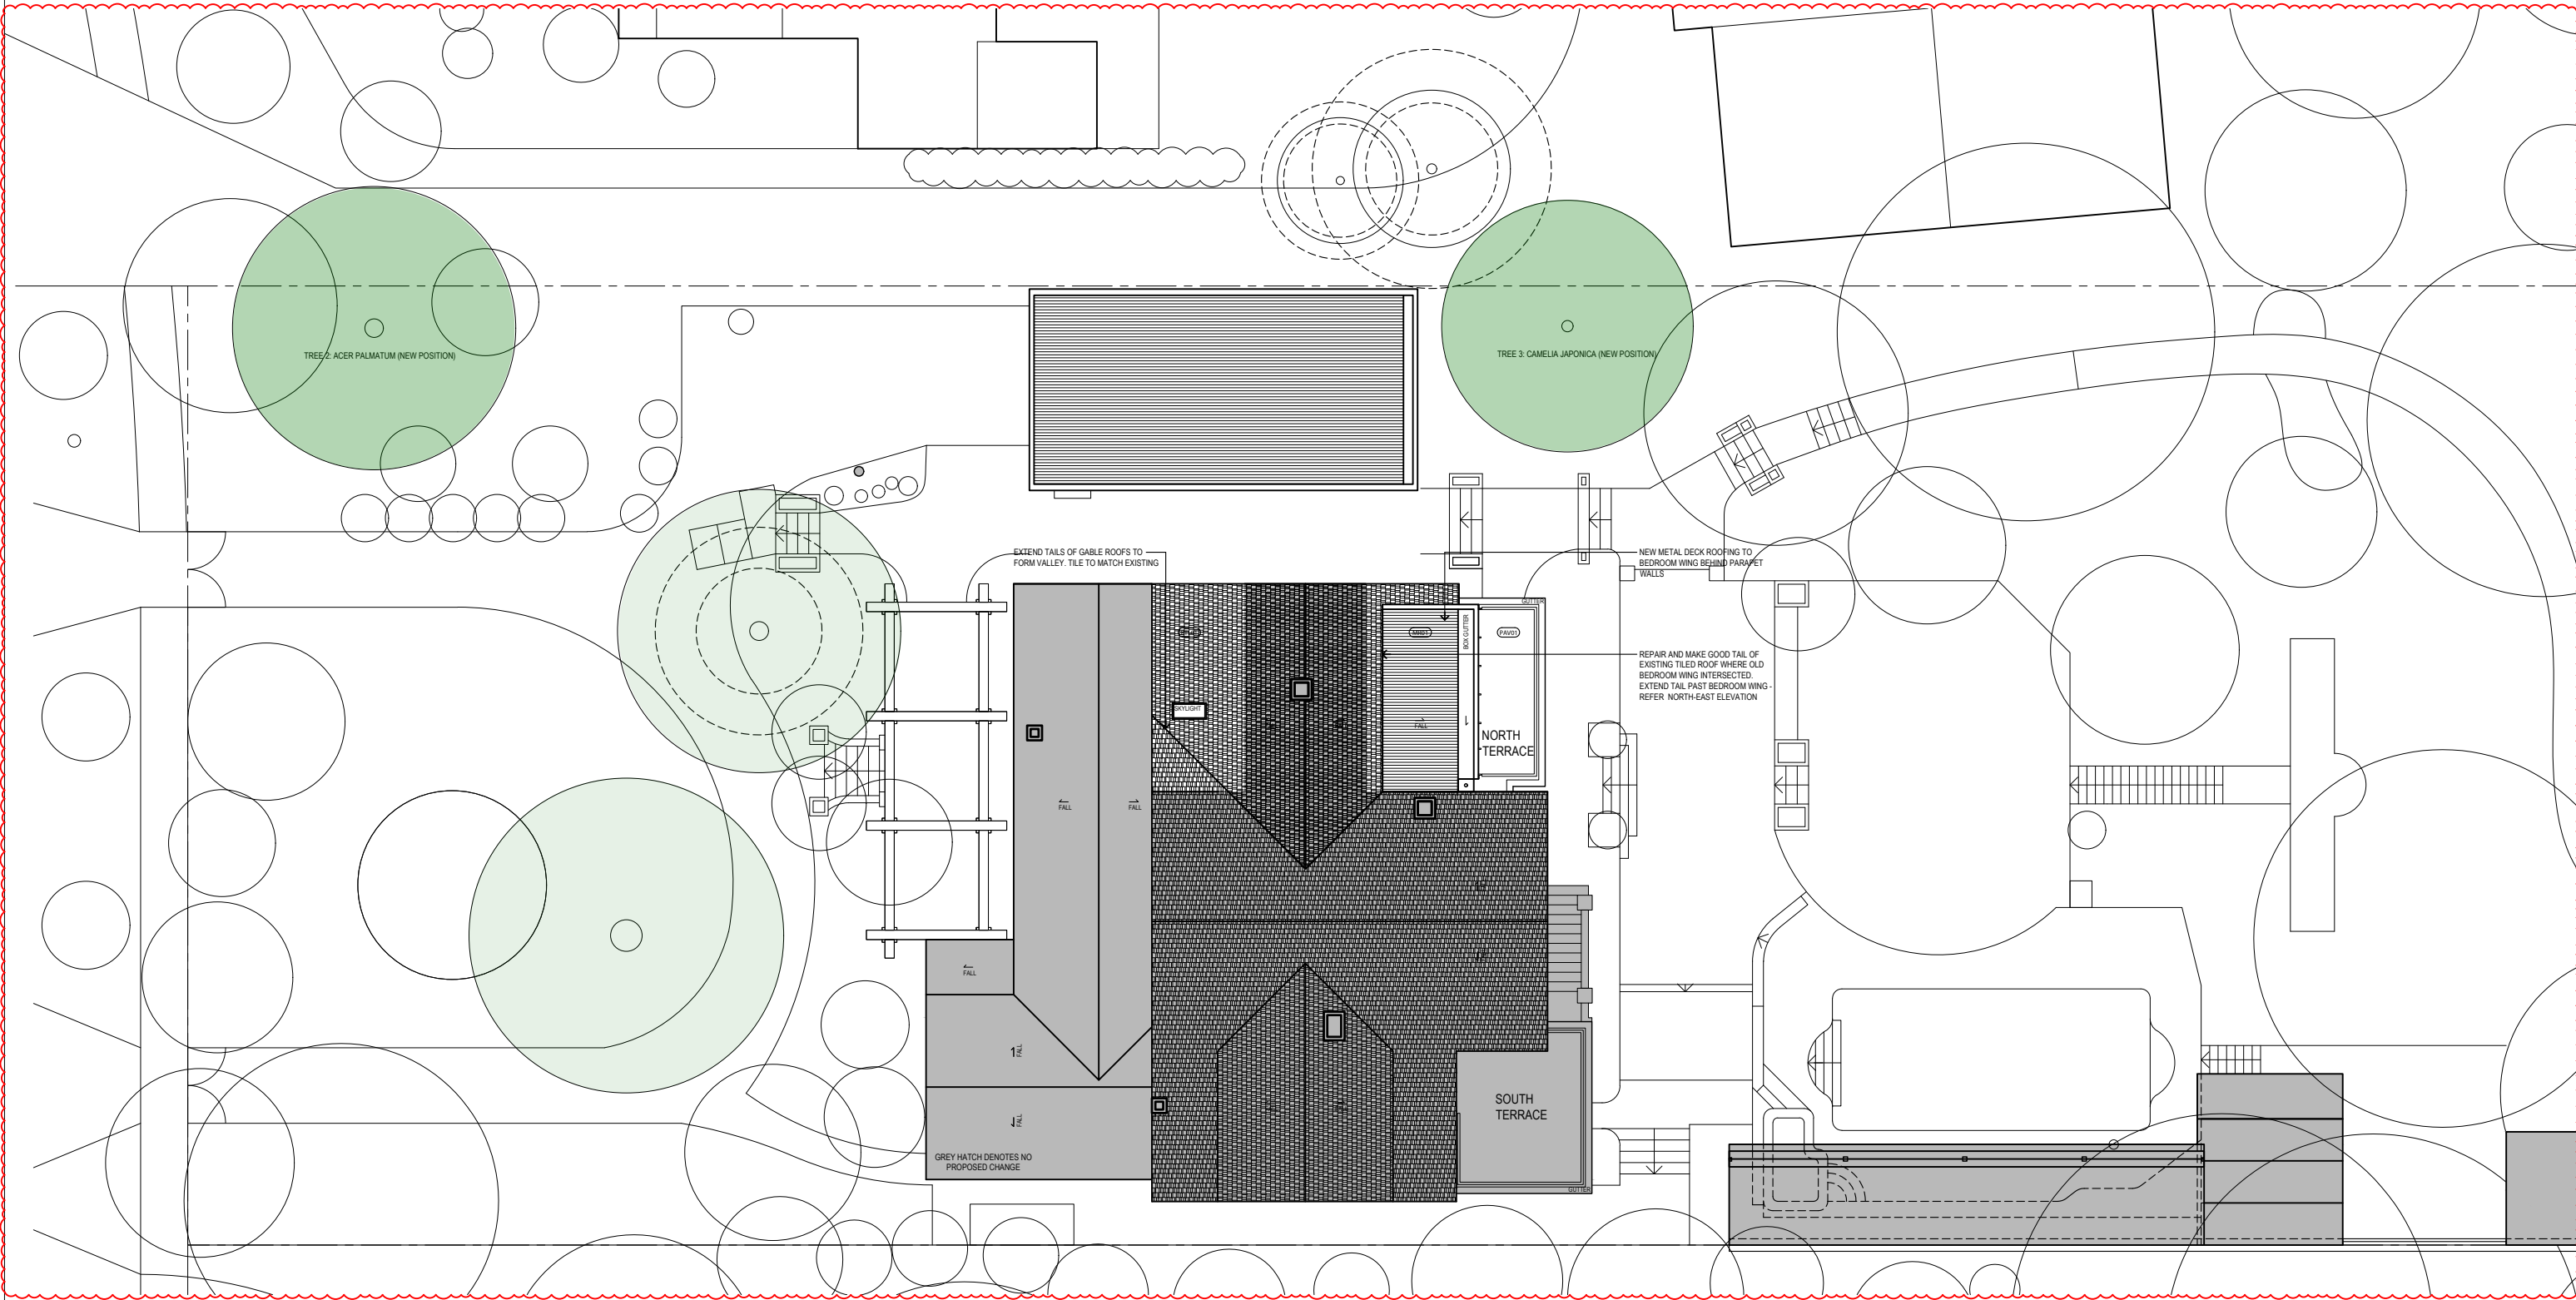 TREE 2: ACER PALMATUM (NEW POSITION)
TREE 3: CAMELIA JAPONICA (NEW POSITION)
EXTEND TAILS OF GABLE ROOFS TO
FORM VALLEY. TILE TO MATCH EXISTING
NEW METAL DECK ROOFING TO
BEDROOM WING BEHIND PARAPET
WALLS
GUTTER
BOX GUTTER
MR01
PAV01
REPAIR AND MAKE GOOD TAIL OF
EXISTING TILED ROOF WHERE OLD
BEDROOM WING INTERSECTED.
EXTEND TAIL PAST BEDROOM WING -
REFER NORTH-EAST ELEVATION
SKYLIGHT
FALL
NORTH
TERRACE
FALL
FALL
FALL
FALL
FALL
SOUTH
TERRACE
GREY HATCH DENOTES NO
PROPOSED CHANGE
GUTTER